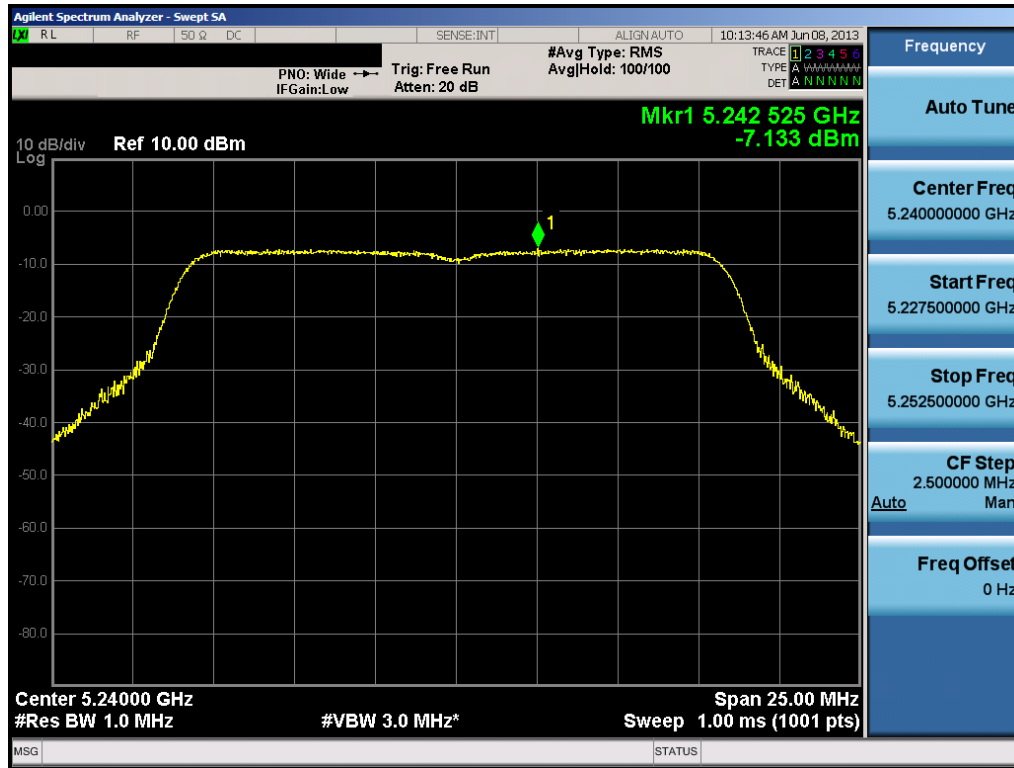 Agilent Spectrum Analyzer - Swept SA
LXI RL RF 50 Ω DC SENSE:INT ALIGN AUTO 10:13:46 AM Jun 08, 2013
PNO: Wide
IFGain:Low
Trig: Free Run
Atten: 20 dB
#Avg Type: RMS
Avg|Hold: 100/100
TRACE 1 2 3 4 5 6
TYPE A WWWWW
DET A N N N N N
Mkr1 5.242 525 GHz
-7.133 dBm
10 dB/div Ref 10.00 dBm
Log
0.00
-10.0
-20.0
-30.0
-40.0
-50.0
-60.0
-70.0
-80.0
1
Center 5.24000 GHz Span 25.00 MHz
#Res BW 1.0 MHz #VBW 3.0 MHz* Sweep 1.00 ms (1001 pts)
MSG STATUS
Frequency
Auto Tune
Center Freq
5.240000000 GHz
Start Freq
5.227500000 GHz
Stop Freq
5.252500000 GHz
CF Step
2.500000 MHz
Auto Man
Freq Offset
0 Hz